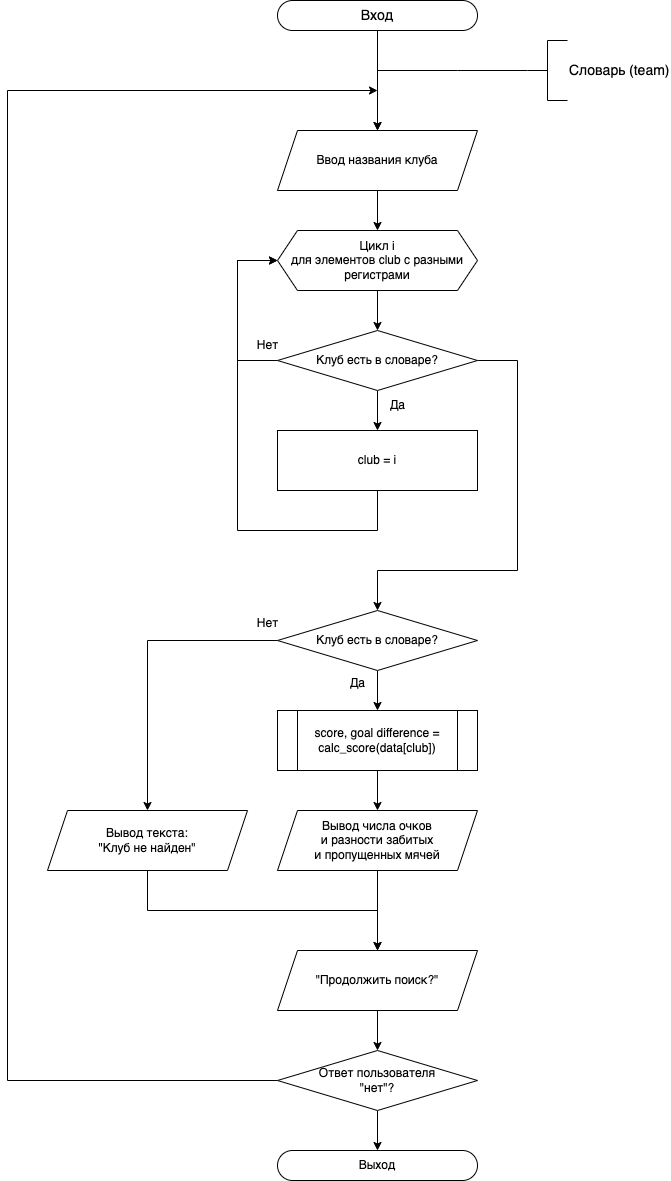 Вход
Словарь (team)
Ввод названия клуба
Цикл i
для элементов club с разными
регистрами
Нет
Клуб есть в словаре?
Да
club = i
Нет
Клуб есть в словаре?
Да
score, goal difference =
calc_score(data[club])
Вывод текста:
"Клуб не найден"
Вывод числа очков
и разности забитых
и пропущенных мячей
"Продолжить поиск?"
Ответ пользователя
"нет"?
Выход